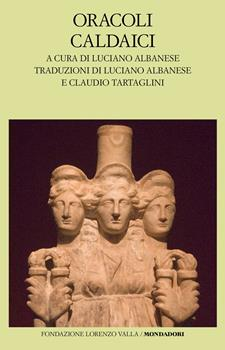 ORACOLI
CALDAICI
A CURA DI LUCIANO ALBANESE
TRADUZIONI DI LUCIANO ALBANESE
E CLAUDIO TARTAGLINI
FONDAZIONE LORENZO VALLA / MONDADORI